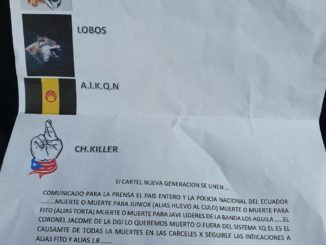 LOBOS
A.I.K.Q.N
CH.KILLER
El CARTEL NUEVA GENERACION SE UNEN ...
COMUNICADO PARA LA PRENSA EL PAIS ENTERO Y LA POLICIA NACIONAL DEL ECUADOR
........MUERTE O MUERTE PARA JUNIOR (ALIAS HUEVO AL CULO) MUERTE O MUERTE PARA
FITO (ALIAS TORTA) MUERTE O MUERTE PARA JAVI LIDERES DE LA BANDA LOS AGUILA ..... EL
CORONEL JACOME DE LA DGI LO QUEREMOS MUERTO O FUERA DEL SISTEMA XQ EL ES EL
CAUSAMTE DE TODAS LA MUERTES EN LAS CARCELES X SEGUIRLE LAS INDICACIONES A
ALIAS FITO Y ALIAS J.R